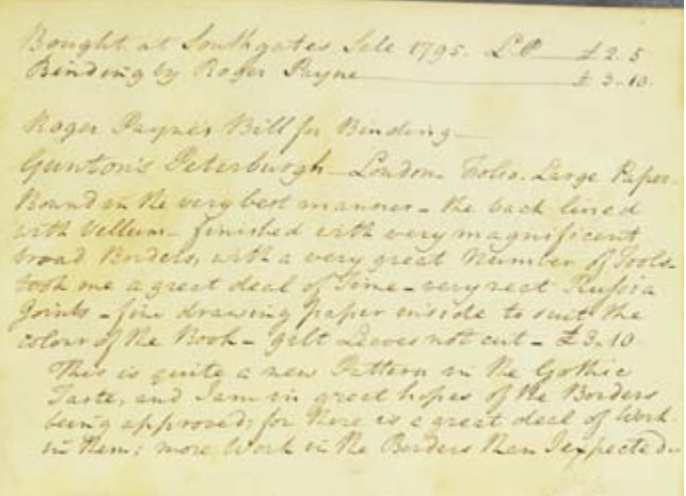 Bought at Southgates Sale 1795. L.P. — £ 2. 5
Binding by Roger Payne — £ 3. 10.
Roger Payne's Bill for Binding —
Gunton's Peterburgh — London. Folio. Large Paper.
Bound in the very best manner — the back lined
with Vellum — finished with very magnificent
broad Borders, with a very great Number of Tools —
took me a great deal of Time — very neat Russia
Joints — fine drawing paper inside to suit the
colour of the Book — gilt Leaves not cut — £3. 10
This is quite a new Pattern in the Gothic
Taste, and I am in great hopes of the Borders
being approved; for there is a great deal of Work
in them; more Work in the Borders than I expected —